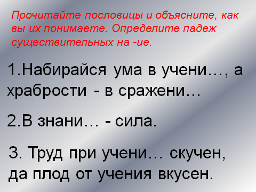 Прочитайте пословицы и объясните, как
вы их понимаете. Определите падеж
существительных на -ие.
1.Набирайся ума в учени…, а
храбрости - в сражени…
2.В знани… - сила.
3. Труд при учени… скучен,
да плод от учения вкусен.